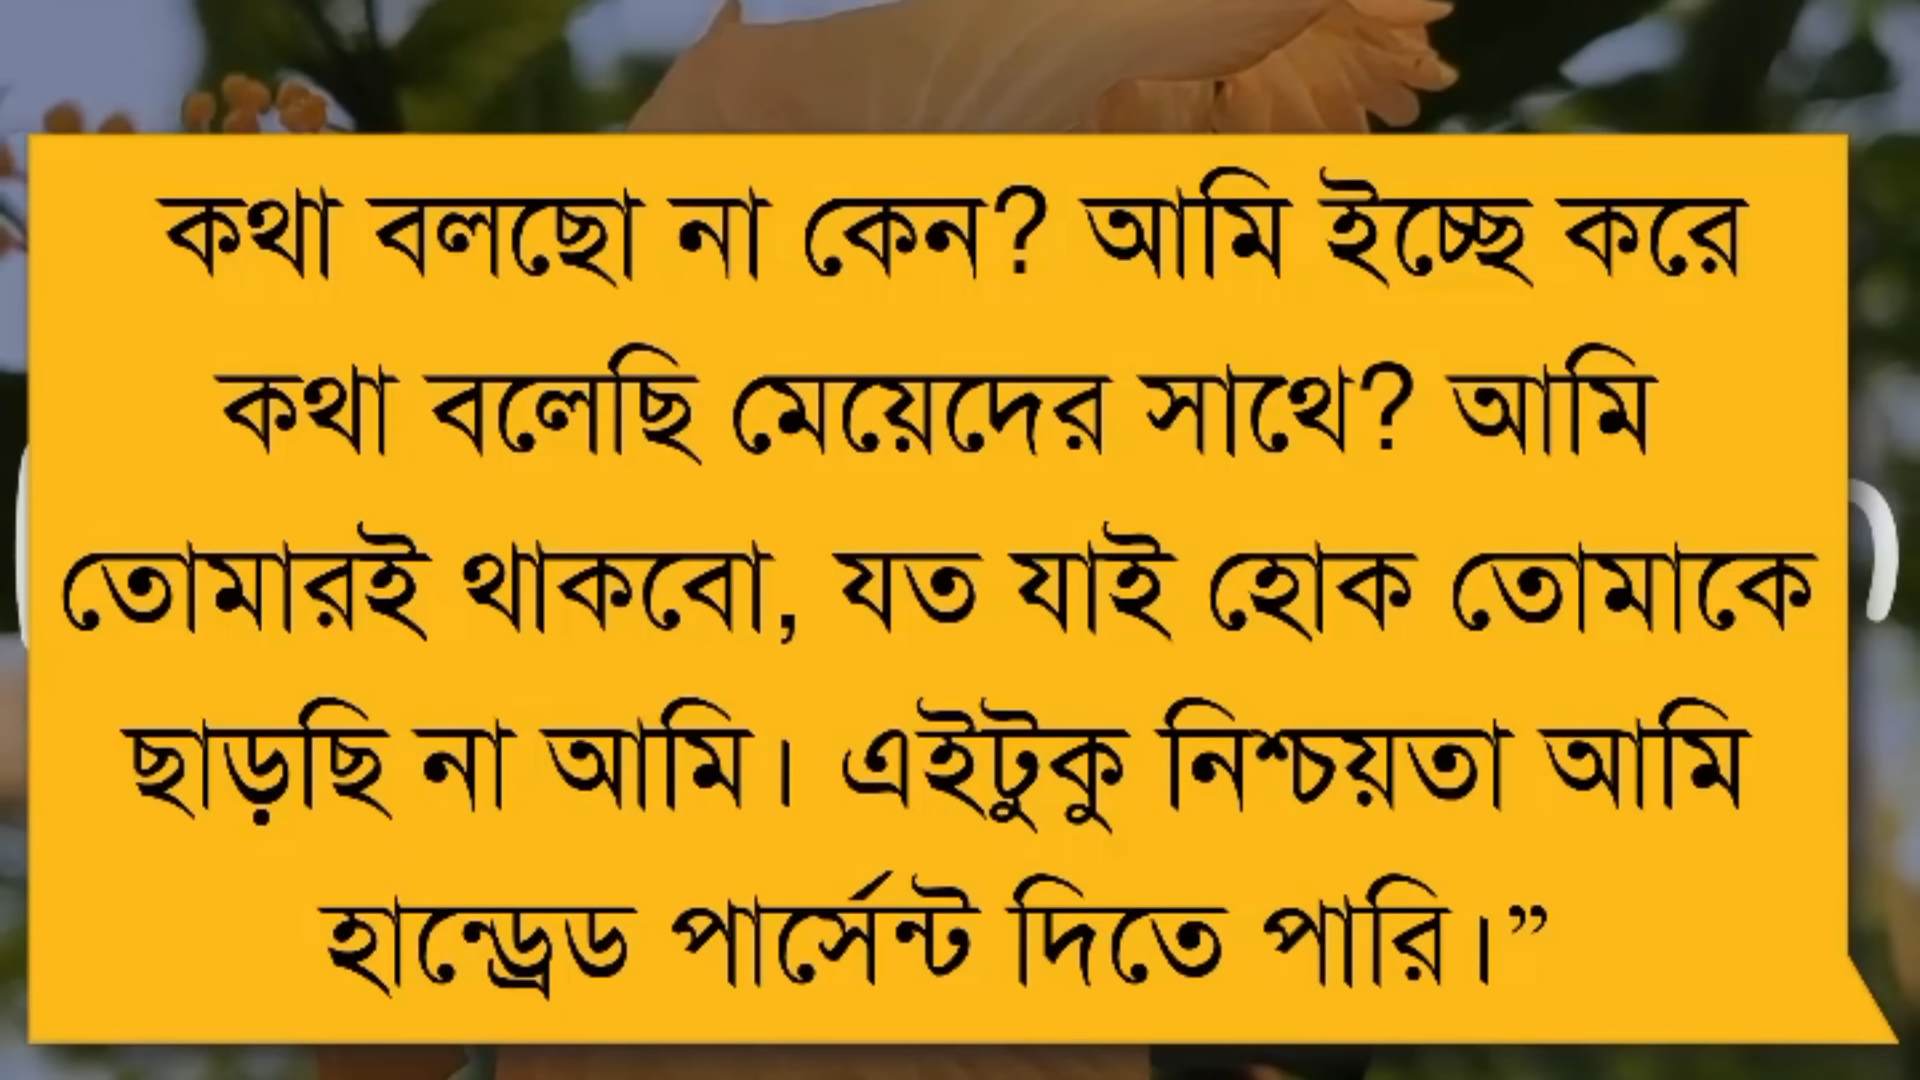 কথা বলছো না কেন? আমি ইচ্ছে করে
কথা বলেছি মেয়েদের সাথে? আমি
তোমারই থাকবো, যত যাই হোক তোমাকে
ছাড়ছি না আমি। এইটুকু নিশ্চয়তা আমি
হান্ড্রেড পার্সেন্ট দিতে পারি।”